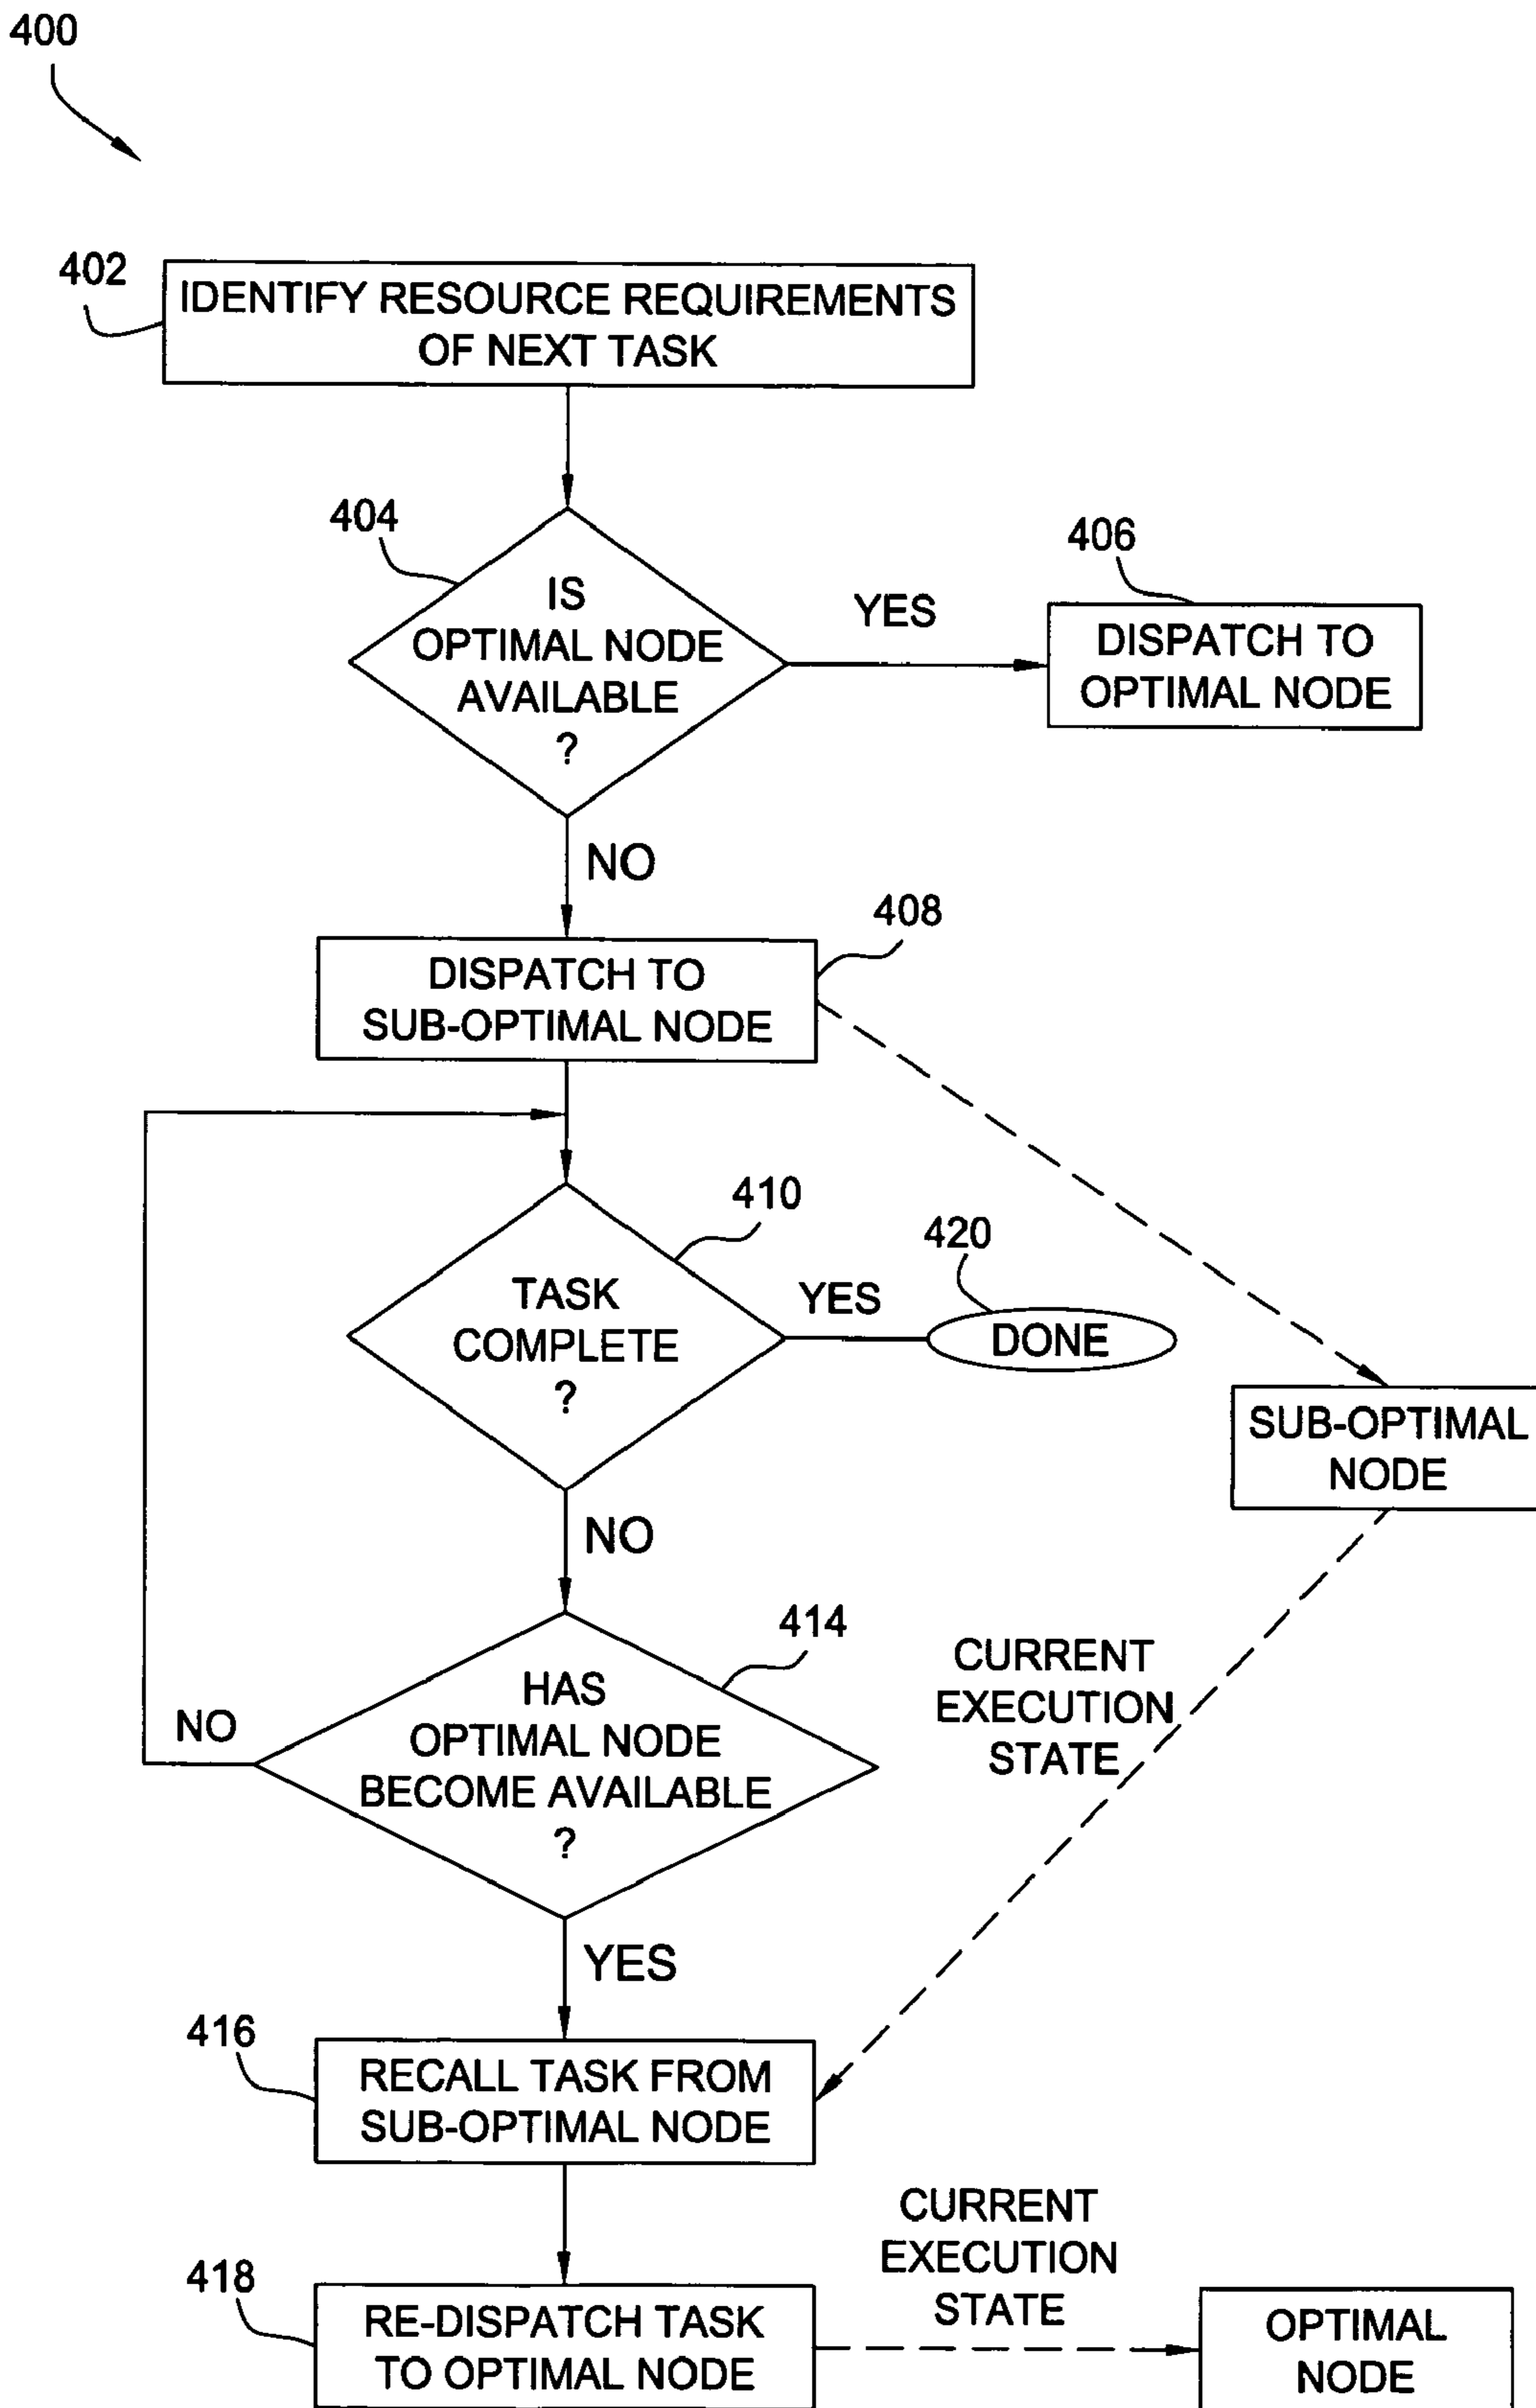 400
402
IDENTIFY RESOURCE REQUIREMENTS
OF NEXT TASK
404
IS
OPTIMAL NODE
AVAILABLE
?
YES
406
DISPATCH TO
OPTIMAL NODE
NO
408
DISPATCH TO
SUB-OPTIMAL NODE
410
TASK
COMPLETE
?
YES
420
DONE
SUB-OPTIMAL
NODE
NO
414
HAS
OPTIMAL NODE
BECOME AVAILABLE
?
NO
CURRENT
EXECUTION
STATE
YES
416
RECALL TASK FROM
SUB-OPTIMAL NODE
418
RE-DISPATCH TASK
TO OPTIMAL NODE
CURRENT
EXECUTION
STATE
OPTIMAL
NODE